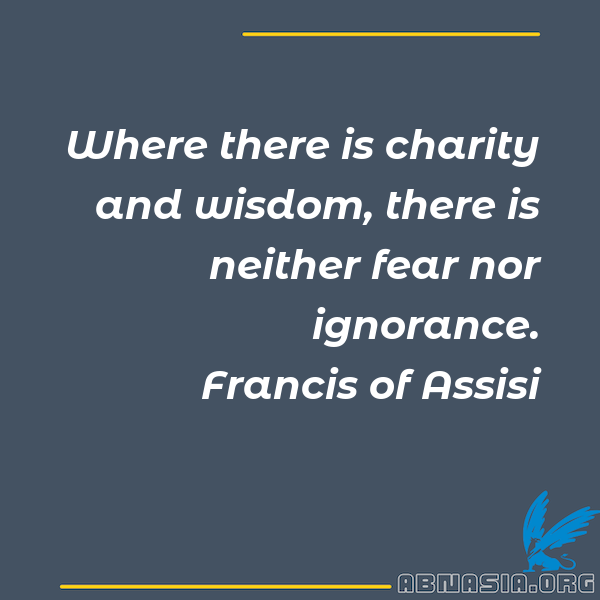 Where there is charity
and wisdom, there is
neither fear nor
ignorance.
Francis of Assisi
ABNASIA.ORG